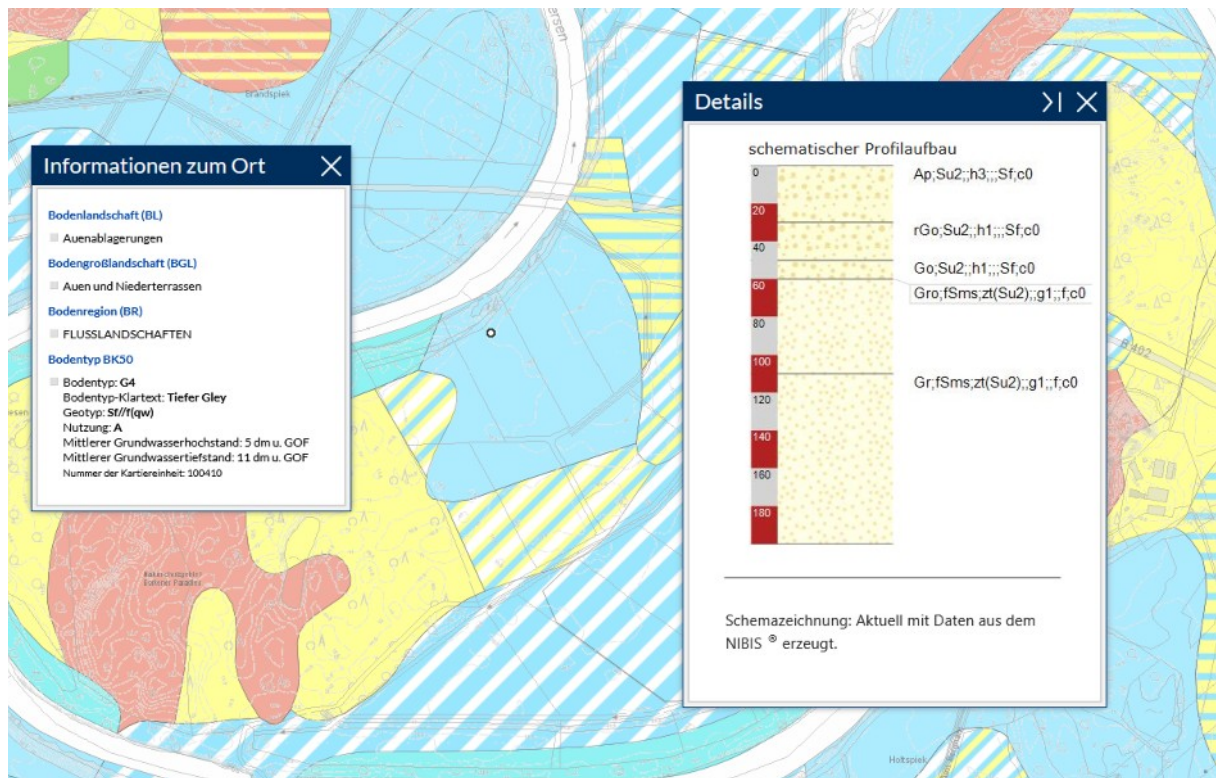 ersen
Brandspiek
Informationen zum Ort
Bodenlandschaft (BL)
Auenablagerungen
Bodengroßlandschaft (BGL)
Auen und Niederterrassen
Bodenregion (BR)
FLUSSLANDSCHAFTEN
Bodentyp BK50
Bodentyp: G4
Bodentyp-Klartext: Tiefer Gley
Geotyp: Sf//f(qw)
Nutzung: A
Mittlerer Grundwasserhochstand: 5 dm u. GOF
Mittlerer Grundwassertiefstand: 11 dm u. GOF
Nummer der Kartiereinheit: 100410
Details
schematischer Profilaufbau
0
20
40
60
80
100
120
140
160
180
Ap;Su2;;h3;;;Sf;c0
rGo;Su2;;h1;;;Sf;c0
Go;Su2;;h1;;;Sf;c0
Gro;fSms;zt(Su2);;g1;;f;c0
Gr;fSms;zt(Su2);;g1;;f;c0
Schemazeichnung: Aktuell mit Daten aus dem
NIBIS ® erzeugt.
B 402
Holtspiek